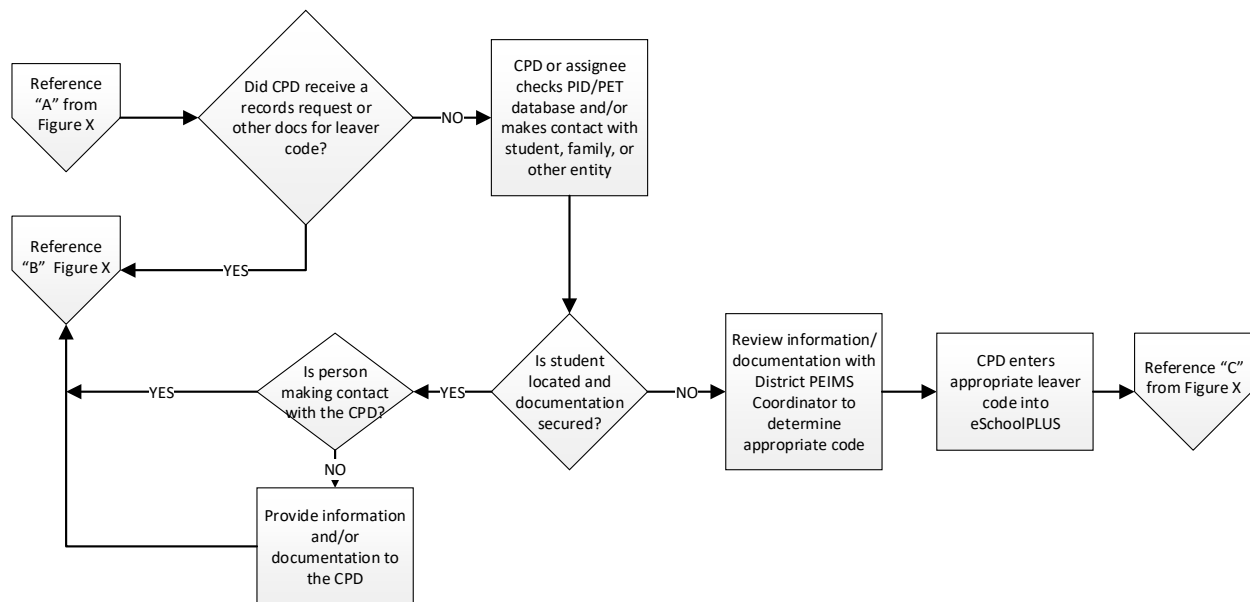 Reference
"A" from
Figure X
Did CPD receive a
records request or
other docs for leaver
code?
NO
CPD or assignee
checks PID/PET
database and/or
makes contact with
student, family, or
other entity
YES
Reference
"B"  Figure X
Is student
located and
documentation
secured?
YES
Is person
making contact
with the CPD?
YES
NO
Provide information
and/or
documentation to
the CPD
NO
Review information/
documentation with
District PEIMS
Coordinator to
determine
appropriate code
CPD enters
appropriate leaver
code into
eSchoolPLUS
Reference "C"
from Figure X